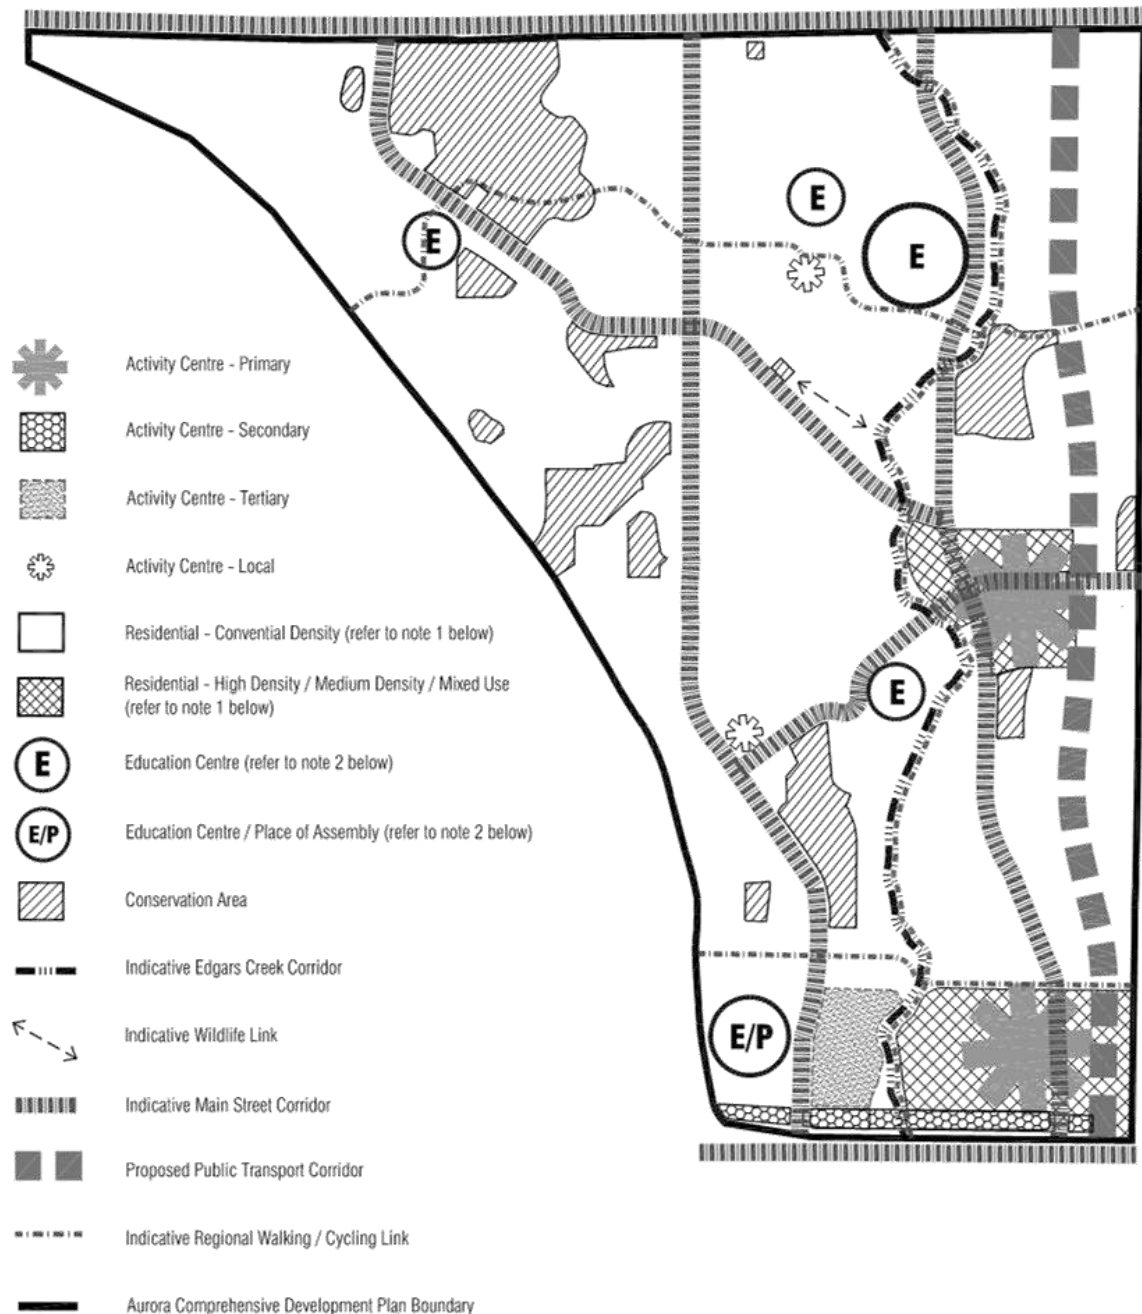 E
E
E
Activity Centre - Primary
Activity Centre - Secondary
Activity Centre - Tertiary
Activity Centre - Local
Residential - Convential Density (refer to note 1 below)
Residential - High Density / Medium Density / Mixed Use
(refer to note 1 below)
E
E
Education Centre (refer to note 2 below)
E/P
Education Centre / Place of Assembly (refer to note 2 below)
Conservation Area
Indicative Edgars Creek Corridor
E/P
Indicative Wildlife Link
Indicative Main Street Corridor
Proposed Public Transport Corridor
Indicative Regional Walking / Cycling Link
Aurora Comprehensive Development Plan Boundary